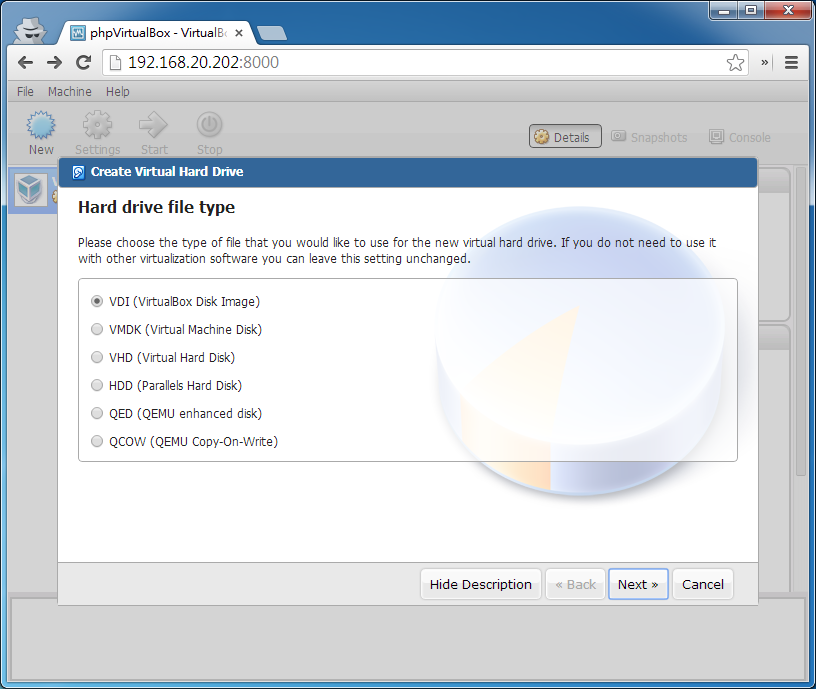 phpVirtualBox - VirtualB
192.168.20.202:8000
File Machine Help
New Settings Start Stop Details Snapshots Console
Create Virtual Hard Drive
Hard drive file type
Please choose the type of file that you would like to use for the new virtual hard drive. If you do not need to use it
with other virtualization software you can leave this setting unchanged.
VDI (VirtualBox Disk Image)
VMDK (Virtual Machine Disk)
VHD (Virtual Hard Disk)
HDD (Parallels Hard Disk)
QED (QEMU enhanced disk)
QCOW (QEMU Copy-On-Write)
Hide Description « Back Next » Cancel